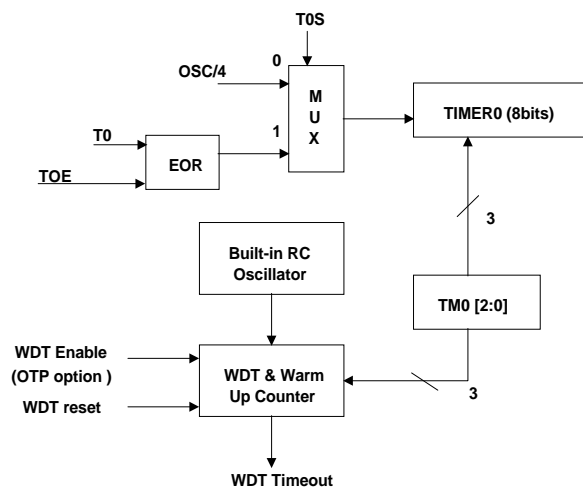 T0S
OSC/4
0
M
U
X
TIMER0 (8bits)
1
T0
TOE
EOR
3
Built-in RC
Oscillator
TM0 [2:0]
WDT Enable
(OTP option )
WDT & Warm
Up Counter
3
WDT reset
WDT Timeout